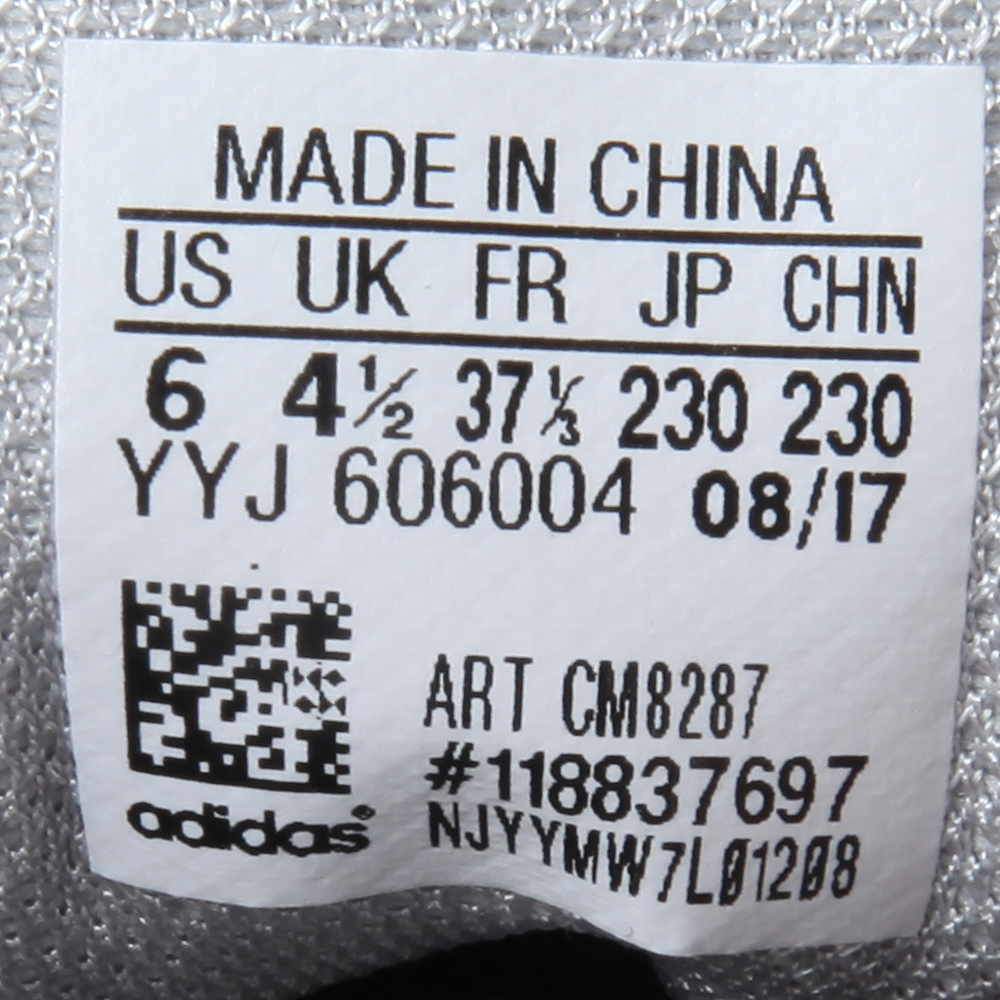 MADE IN CHINA
US UK FR JP CHN
6 4½ 37⅓ 230 230
YYJ 606004 08/17
ART CM8287
#118837697
adidas®
NJYYMW7L01208